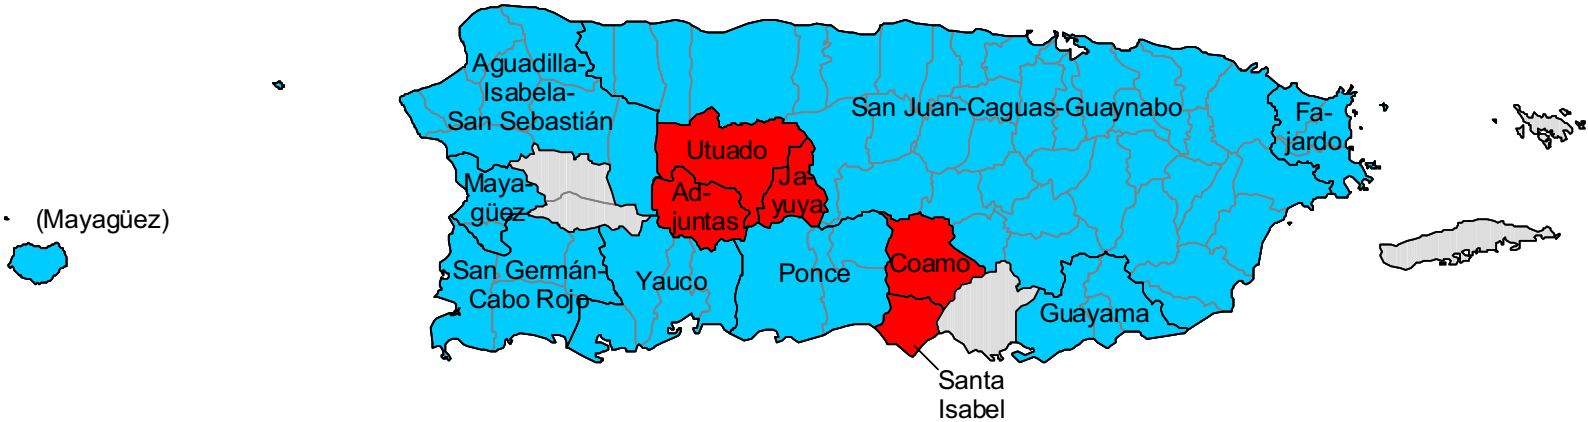 Aguadilla-
Isabela-
San Sebastián
San Juan-Caguas-Guaynabo
Fa-
jardo
Utuado
Ja-
yuya
Ad-
juntas
Maya-
güez
(Mayagüez)
San Germán-
Cabo Rojo
Yauco
Ponce
Coamo
Guayama
Santa
Isabel